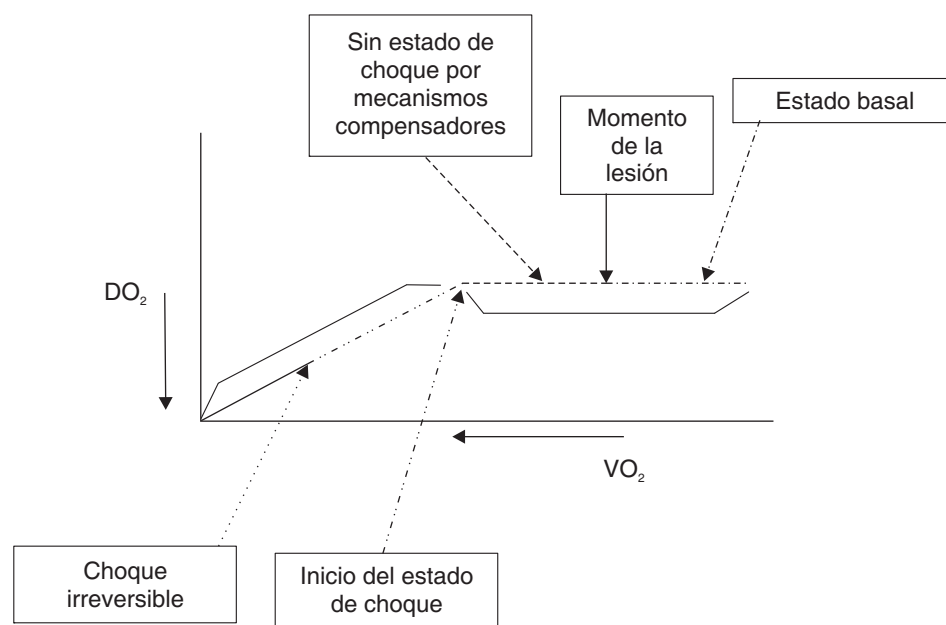 Sin estado de
choque por
mecanismos
compensadores
Momento
de la
lesión
Estado basal
DO₂
VO₂
Choque
irreversible
Inicio del estado
de choque